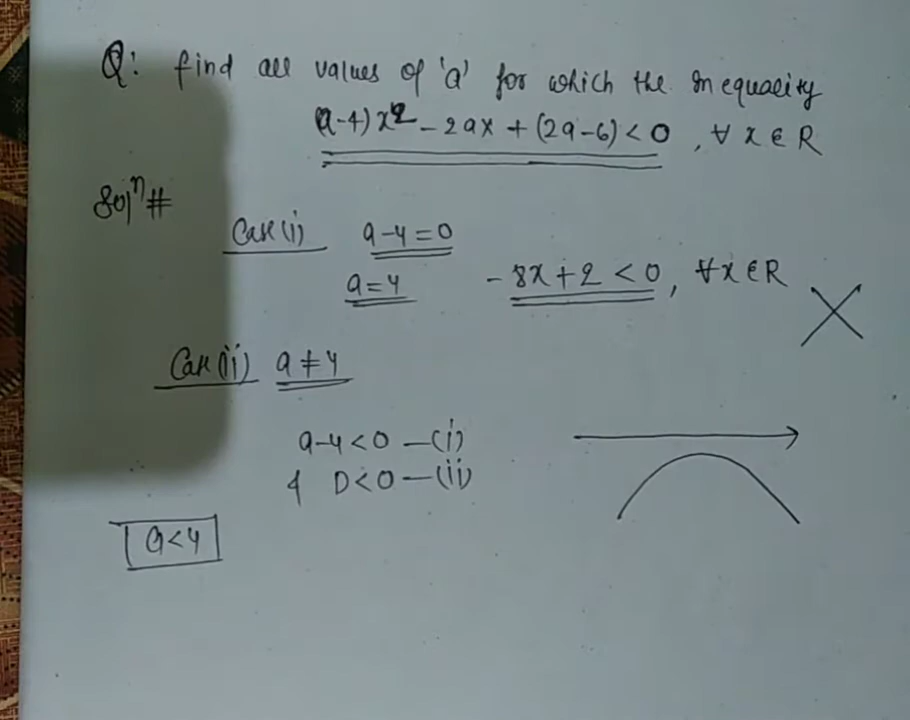 Q: find all values of 'a' for which the Inequality
(a-4)x² - 2ax + (2a-6) < 0 , ∀ x ∈ R
Solⁿ #
Case (i) a-4=0
a=4 -8x+2 < 0, ∀x∈R
Case (ii) a≠4
a-4<0 —(i)
& D<0 —(ii)
a<4